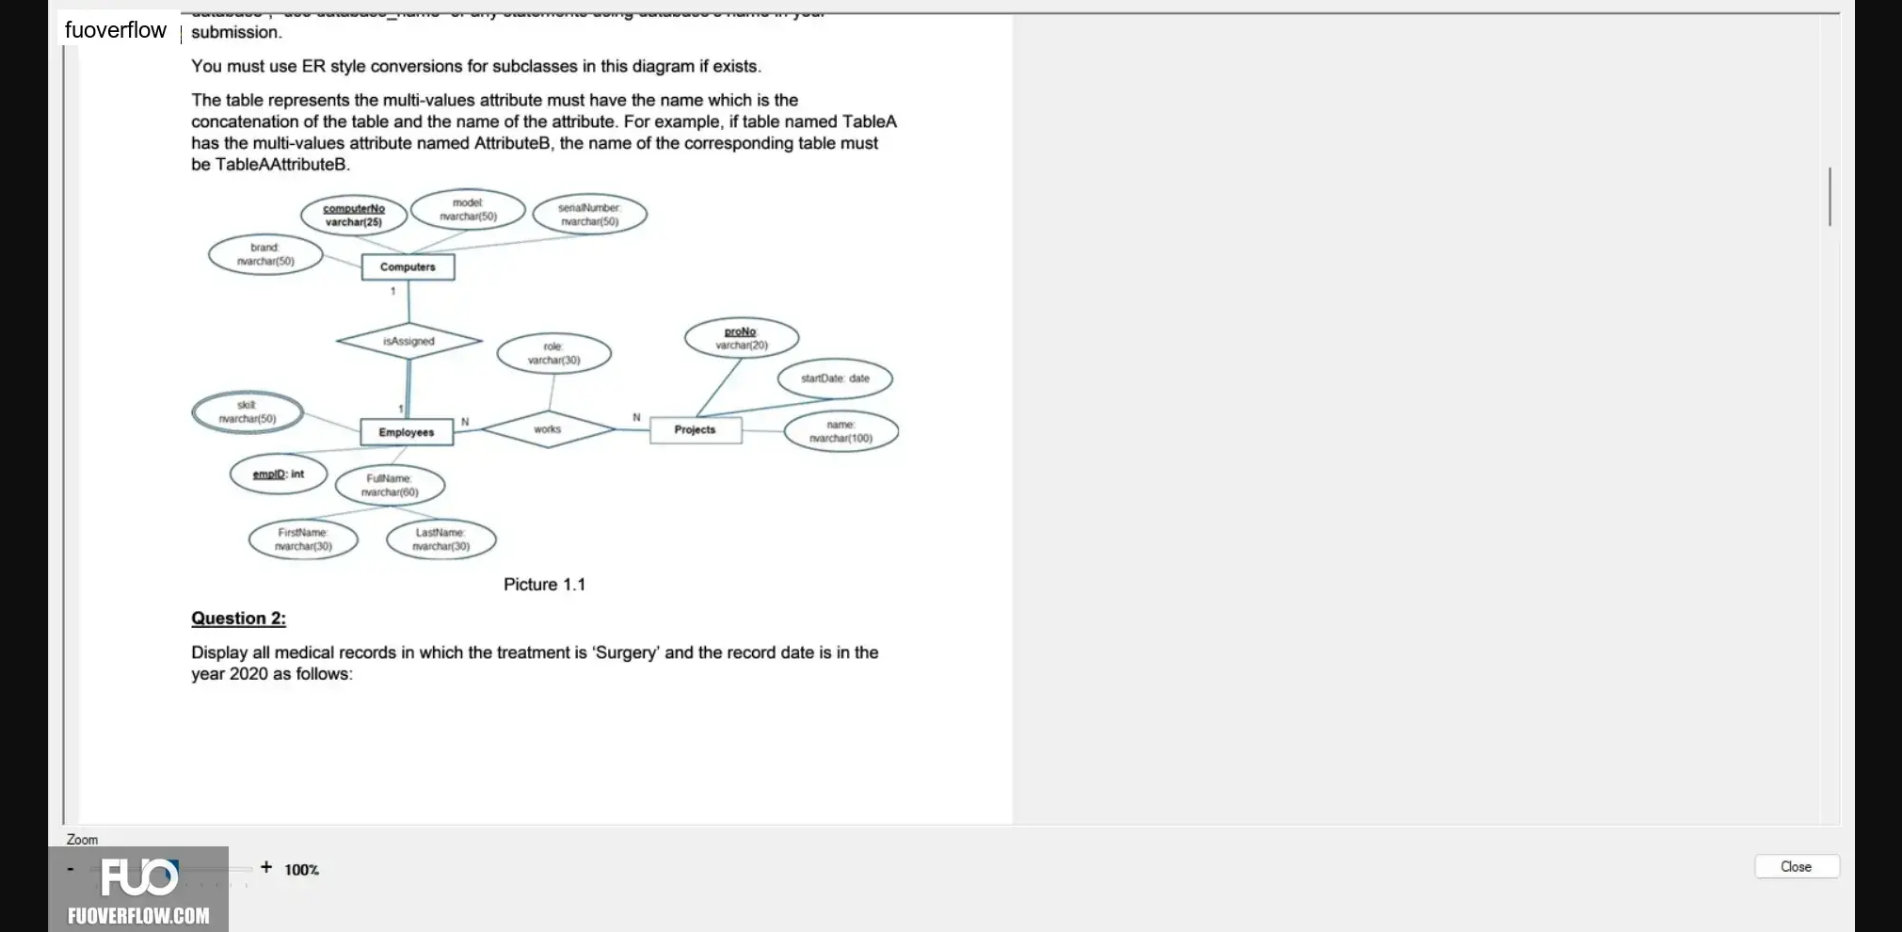 fuoverflow
submission.
You must use ER style conversions for subclasses in this diagram if exists.
The table represents the multi-values attribute must have the name which is the
concatenation of the table and the name of the attribute. For example, if table named TableA
has the multi-values attribute named AttributeB, the name of the corresponding table must
be TableAAttributeB.
computerNo
varchar(25)
model:
nvarchar(50)
serialNumber:
nvarchar(50)
brand:
nvarchar(50)
Computers
1
isAssigned
role:
varchar(30)
proNo:
varchar(20)
startDate: date
skill:
nvarchar(50)
1
Employees
N
works
N
Projects
name:
nvarchar(100)
empID: int
FullName:
nvarchar(60)
FirstName:
nvarchar(30)
LastName:
nvarchar(30)
Picture 1.1
Question 2:
Display all medical records in which the treatment is ‘Surgery’ and the record date is in the
year 2020 as follows:
Zoom
- + 100%
Close
FUO
FUOVERFLOW.COM